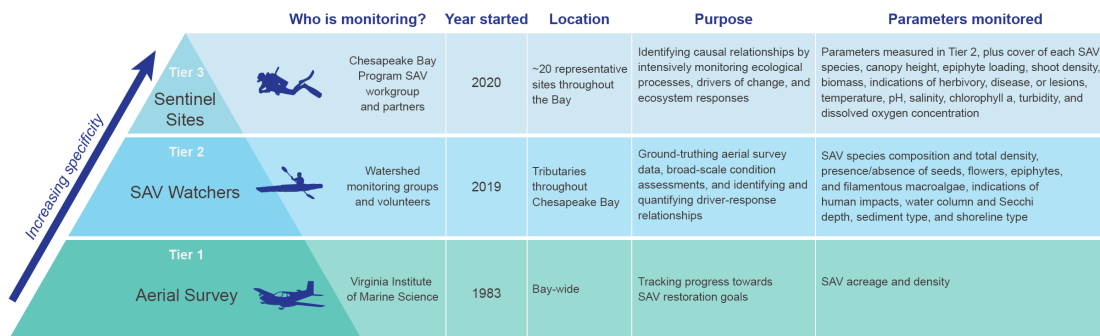 Who is monitoring?
Year started
Location
Purpose
Parameters monitored
Increasing specificity
Tier 3
Sentinel
Sites
Chesapeake Bay
Program SAV
workgroup
and partners
2020
~20 representative
sites throughout
the Bay
Identifying causal relationships by
intensively monitoring ecological
processes, drivers of change, and
ecosystem responses
Parameters measured in Tier 2, plus cover of each SAV
species, canopy height, epiphyte loading, shoot density,
biomass, indications of herbivory, disease, or lesions,
temperature, pH, salinity, chlorophyll a, turbidity, and
dissolved oxygen concentration
Tier 2
SAV Watchers
Watershed
monitoring groups
and volunteers
2019
Tributaries
throughout
Chesapeake Bay
Ground-truthing aerial survey
data, broad-scale condition
assessments, and identifying and
quantifying driver-response
relationships
SAV species composition and total density,
presence/absence of seeds, flowers, epiphytes,
and filamentous macroalgae, indications of
human impacts, water column and Secchi
depth, sediment type, and shoreline type
Tier 1
Aerial Survey
Virginia Institute
of Marine Science
1983
Bay-wide
Tracking progress towards
SAV restoration goals
SAV acreage and density